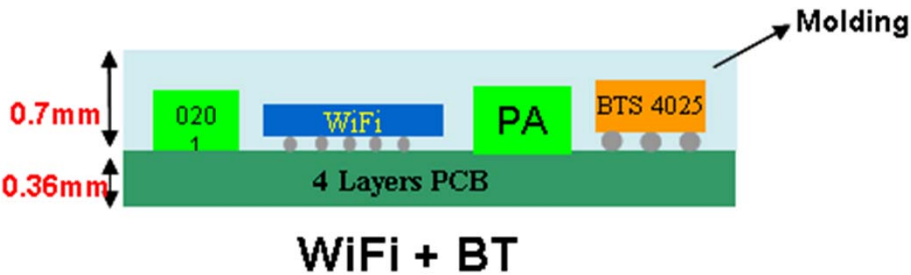 Molding
0.7mm
020
1
WiFi
PA
BTS 4025
0.36mm
4 Layers PCB
WiFi + BT